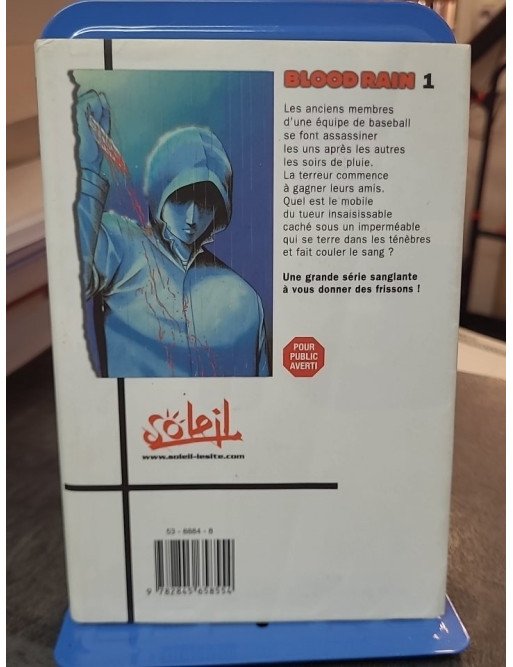 BLOOD RAIN 1
Les anciens membres
d'une équipe de baseball
se font assassiner
les uns après les autres
les soirs de pluie.
La terreur commence
à gagner leurs amis.
Quel est le mobile
du tueur insaisissable
caché sous un imperméable
qui se terre dans les ténèbres
et fait couler le sang ?
Une grande série sanglante
à vous donner des frissons !
POUR
PUBLIC
AVERTI
soleil
www.soleil-lesite.com
53 - 6664 - 8
9 782845 658554